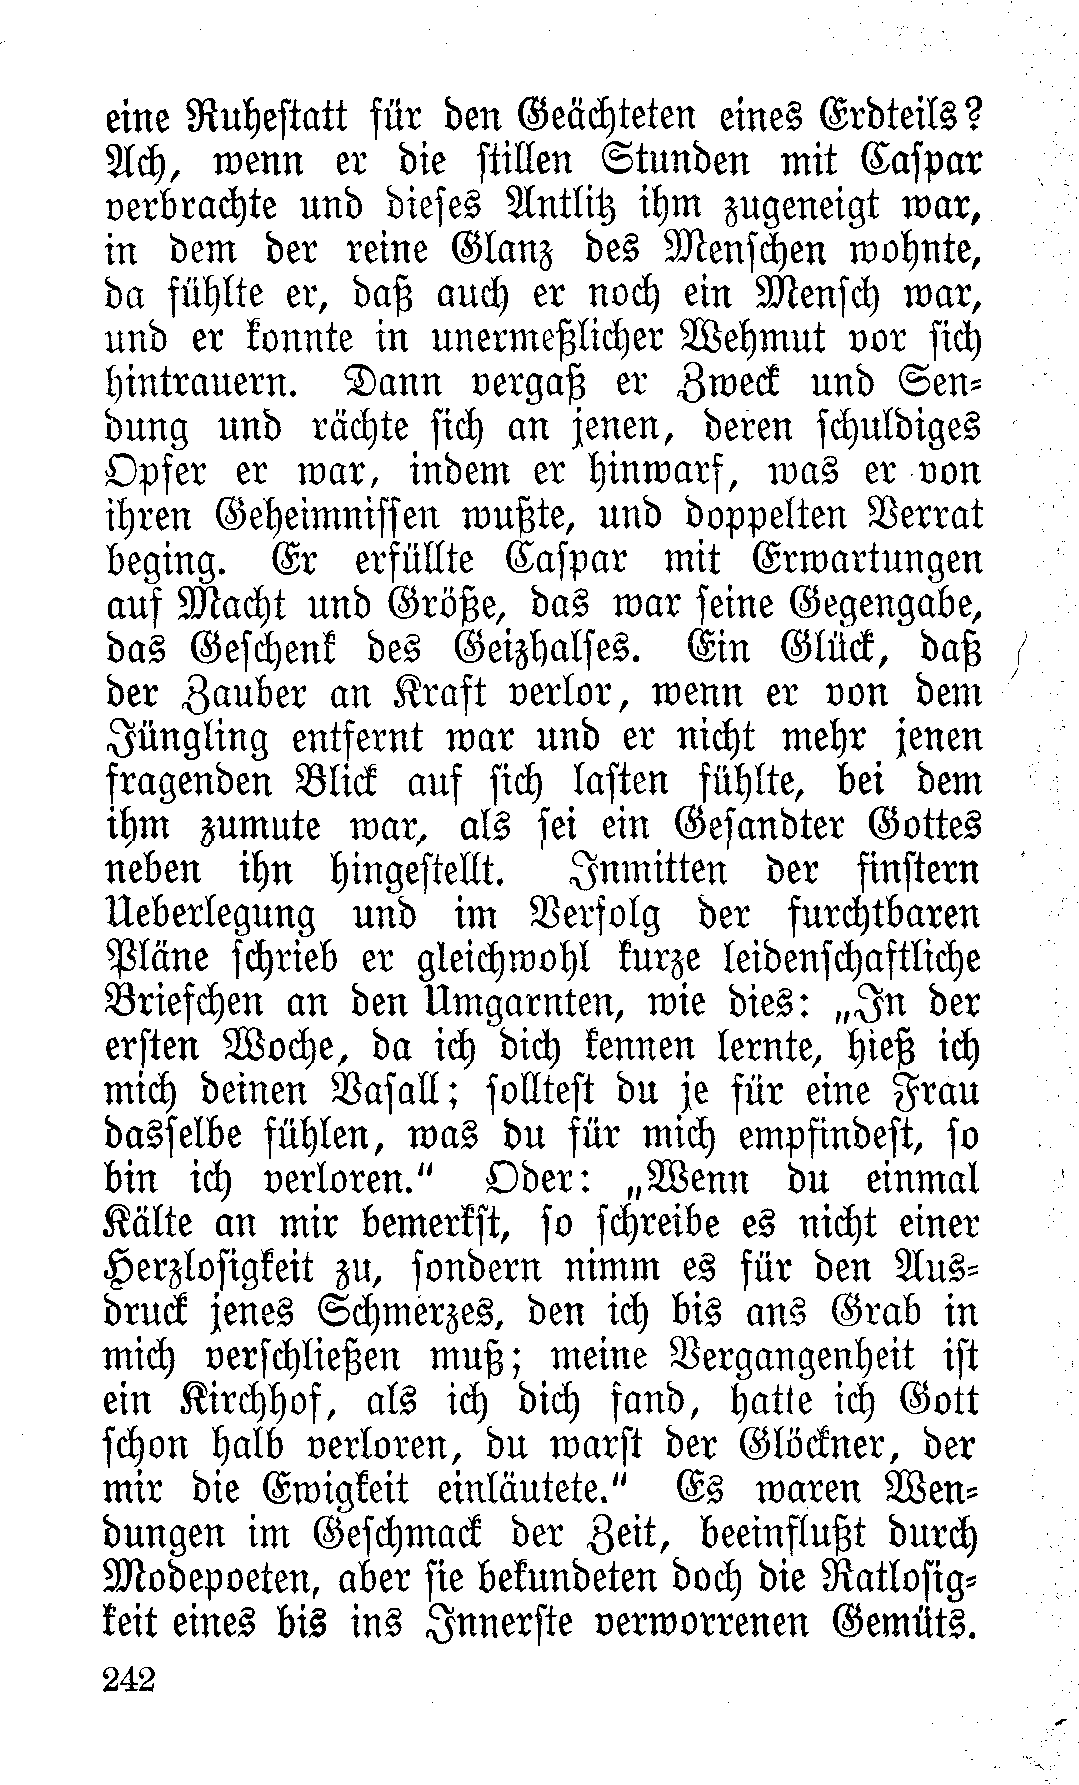 eine Ruhestatt für den Geächteten eines Erdteils?
Ach, wenn er die stillen Stunden mit Caspar
verbrachte und dieses Antlitz ihm zugeneigt war,
in dem der reine Glanz des Menschen wohnte,
da fühlte er, daß auch er noch ein Mensch war,
und er konnte in unermeßlicher Wehmut vor sich
hintrauern. Dann vergaß er Zweck und Sen-
dung und rächte sich an jenen, deren schuldiges
Opfer er war, indem er hinwarf, was er von
ihren Geheimnissen wußte, und doppelten Verrat
beging. Er erfüllte Caspar mit Erwartungen
auf Macht und Größe, das war seine Gegengabe,
das Geschenk des Geizhalses. Ein Glück, daß
der Zauber an Kraft verlor, wenn er von dem
Jüngling entfernt war und er nicht mehr jenen
fragenden Blick auf sich lasten fühlte, bei dem
ihm zumute war, als sei ein Gesandter Gottes
neben ihn hingestellt. Inmitten der finstern
Ueberlegung und im Verfolg der furchtbaren
Pläne schrieb er gleichwohl kurze leidenschaftliche
Briefchen an den Umgarnten, wie dies: „In der
ersten Woche, da ich dich kennen lernte, hieß ich
mich deinen Vasall; solltest du je für eine Frau
dasselbe fühlen, was du für mich empfindest, so
bin ich verloren.“ Oder: „Wenn du einmal
Kälte an mir bemerkst, so schreibe es nicht einer
Herzlosigkeit zu, sondern nimm es für den Aus-
druck jenes Schmerzes, den ich bis ans Grab in
mich verschließen muß; meine Vergangenheit ist
ein Kirchhof, als ich dich fand, hatte ich Gott
schon halb verloren, du warst der Glöckner, der
mir die Ewigkeit einläutete.“ Es waren Wen-
dungen im Geschmack der Zeit, beeinflußt durch
Modepoeten, aber sie bekundeten doch die Ratlosig-
keit eines bis ins Innerste verworrenen Gemüts.
242